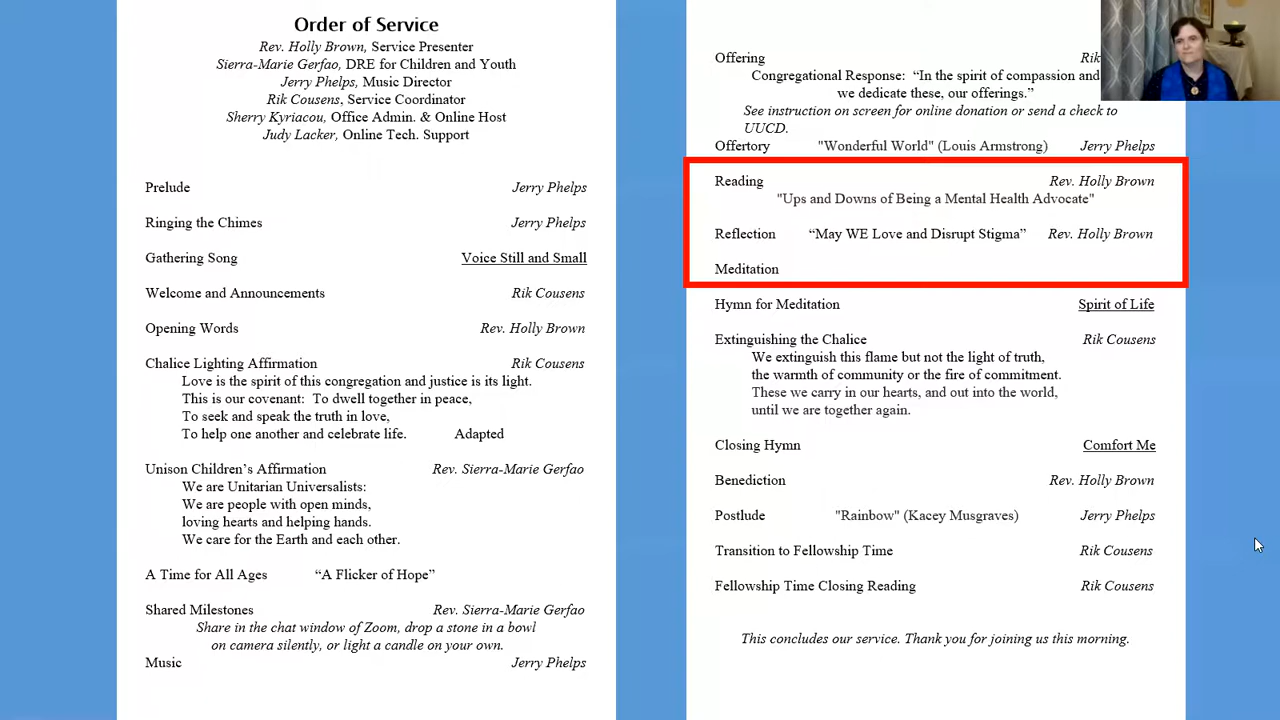 Order of Service
Rev. Holly Brown, Service Presenter
Sierra-Marie Gerfao, DRE for Children and Youth
Jerry Phelps, Music Director
Rik Cousens, Service Coordinator
Sherry Kyriacou, Office Admin. & Online Host
Judy Lacker, Online Tech. Support
Prelude Jerry Phelps
Ringing the Chimes Jerry Phelps
Gathering Song Voice Still and Small
Welcome and Announcements Rik Cousens
Opening Words Rev. Holly Brown
Chalice Lighting Affirmation Rik Cousens
Love is the spirit of this congregation and justice is its light.
This is our covenant: To dwell together in peace,
To seek and speak the truth in love,
To help one another and celebrate life. Adapted
Unison Children’s Affirmation Rev. Sierra-Marie Gerfao
We are Unitarian Universalists:
We are people with open minds,
loving hearts and helping hands.
We care for the Earth and each other.
A Time for All Ages “A Flicker of Hope”
Shared Milestones Rev. Sierra-Marie Gerfao
Share in the chat window of Zoom, drop a stone in a bowl
on camera silently, or light a candle on your own.
Music Jerry Phelps
Offering Rik
Congregational Response: “In the spirit of compassion and
we dedicate these, our offerings.”
See instruction on screen for online donation or send a check to
UUCD.
Offertory "Wonderful World" (Louis Armstrong) Jerry Phelps
Reading Rev. Holly Brown
"Ups and Downs of Being a Mental Health Advocate"
Reflection “May WE Love and Disrupt Stigma” Rev. Holly Brown
Meditation
Hymn for Meditation Spirit of Life
Extinguishing the Chalice Rik Cousens
We extinguish this flame but not the light of truth,
the warmth of community or the fire of commitment.
These we carry in our hearts, and out into the world,
until we are together again.
Closing Hymn Comfort Me
Benediction Rev. Holly Brown
Postlude "Rainbow" (Kacey Musgraves) Jerry Phelps
Transition to Fellowship Time Rik Cousens
Fellowship Time Closing Reading Rik Cousens
This concludes our service. Thank you for joining us this morning.